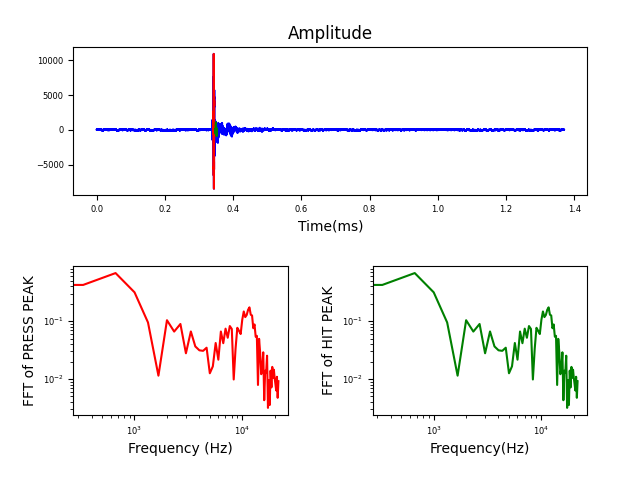 Amplitude
10000
5000
0
−5000
0.0 0.2 0.4 0.6 0.8 1.0 1.2 1.4
Time(ms)
FFT of PRESS PEAK
10⁻¹
10⁻²
10³ 10⁴
Frequency (Hz)
FFT of HIT PEAK
10⁻¹
10⁻²
10³ 10⁴
Frequency(Hz)